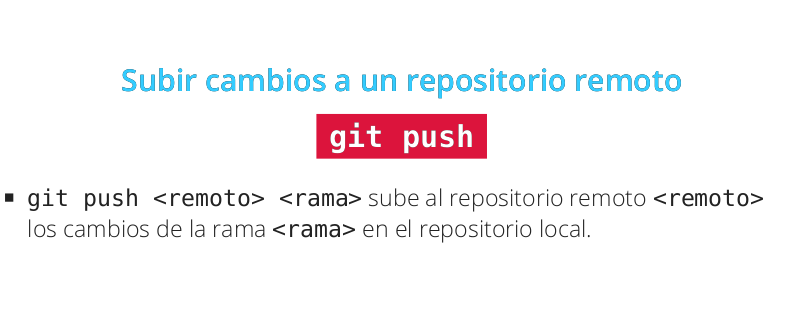 Subir cambios a un repositorio remoto
git push
▪ git push <remoto> <rama> sube al repositorio remoto <remoto>
los cambios de la rama <rama> en el repositorio local.